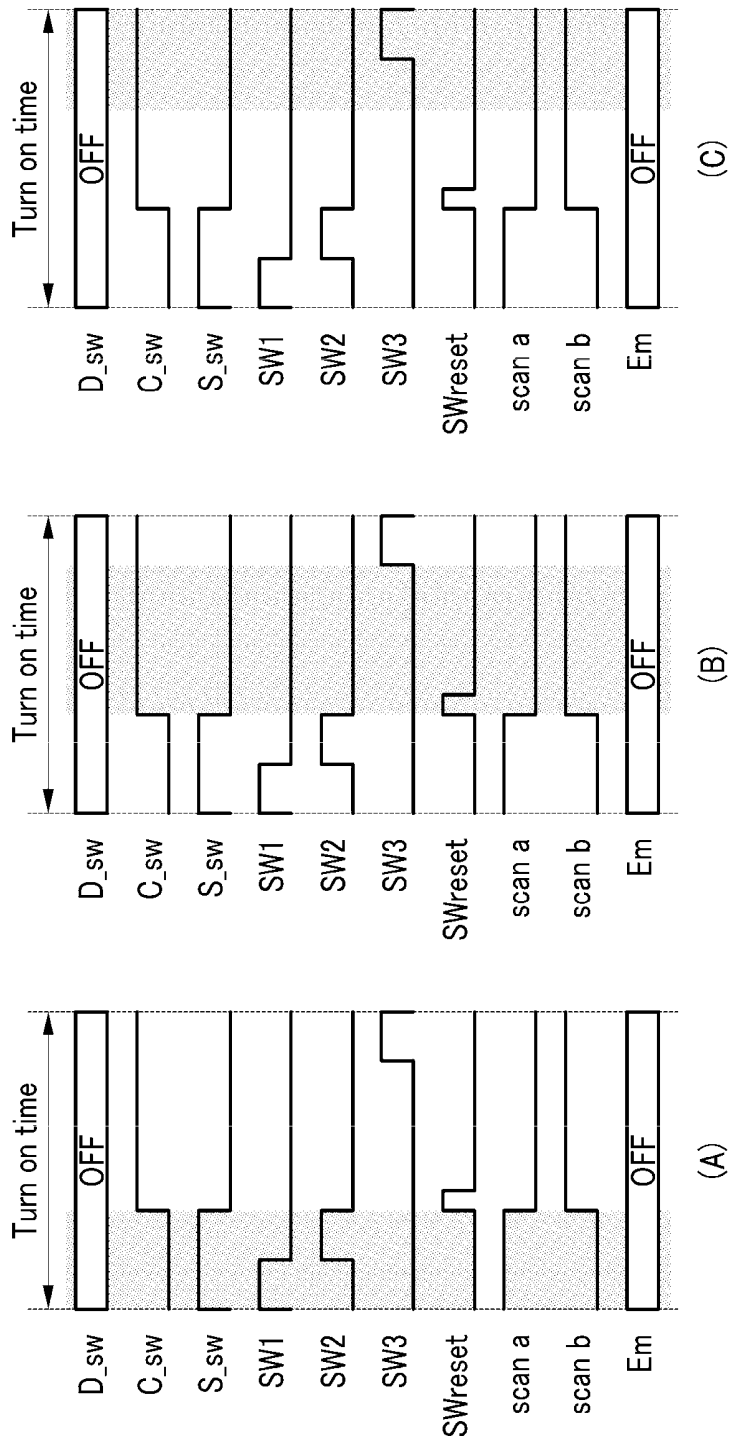 Turn on time
D_sw
OFF
C_sw
S_sw
SW1
SW2
SW3
SWreset
scan a
scan b
Em
OFF
(A)
Turn on time
D_sw
OFF
C_sw
S_sw
SW1
SW2
SW3
SWreset
scan a
scan b
Em
OFF
(B)
Turn on time
D_sw
OFF
C_sw
S_sw
SW1
SW2
SW3
SWreset
scan a
scan b
Em
OFF
(C)